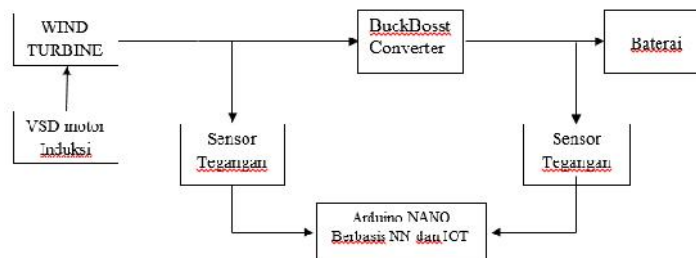 WIND
TURBINE
BuckBosst
Converter
Baterai
VSD motor
Induksi
Sensor
Tegangan
Sensor
Tegangan
Arduino NANO
Berbasis NN dan IOT